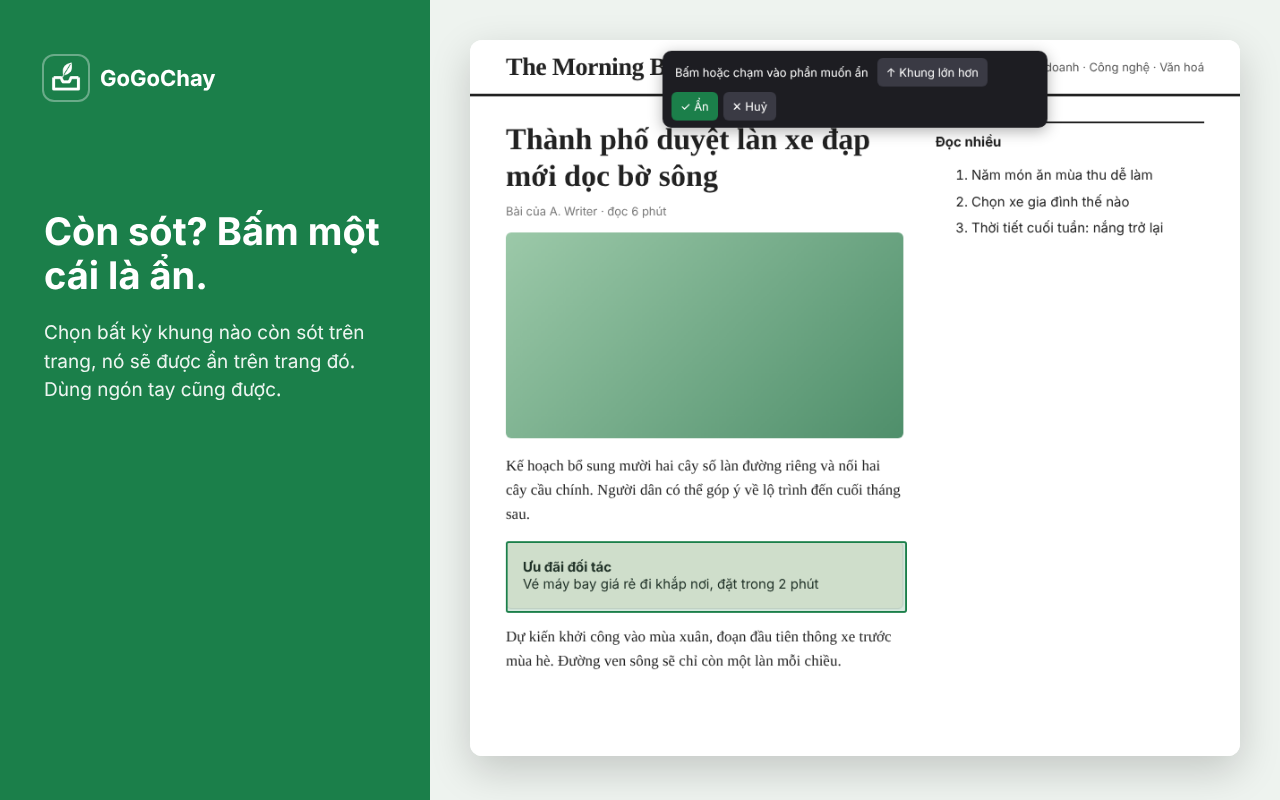 GoGoChay
Còn sót? Bấm một
cái là ẩn.
Chọn bất kỳ khung nào còn sót trên
trang, nó sẽ được ẩn trên trang đó.
Dùng ngón tay cũng được.
The Morning B
doanh · Công nghệ · Văn hoá
Bấm hoặc chạm vào phần muốn ẩn
↑ Khung lớn hơn
✓ Ẩn
✕ Huỷ
Thành phố duyệt làn xe đạp
mới dọc bờ sông
Bài của A. Writer · đọc 6 phút
Kế hoạch bổ sung mười hai cây số làn đường riêng và nối hai
cây cầu chính. Người dân có thể góp ý về lộ trình đến cuối tháng
sau.
Ưu đãi đối tác
Vé máy bay giá rẻ đi khắp nơi, đặt trong 2 phút
Dự kiến khởi công vào mùa xuân, đoạn đầu tiên thông xe trước
mùa hè. Đường ven sông sẽ chỉ còn một làn mỗi chiều.
Đọc nhiều
1. Năm món ăn mùa thu dễ làm
2. Chọn xe gia đình thế nào
3. Thời tiết cuối tuần: nắng trở lại